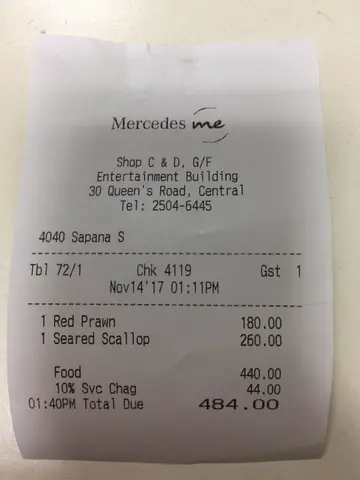 Mercedes me
Shop C & D, G/F
Entertainment Building
30 Queen's Road, Central
Tel: 2504-6445
4040 Sapana S
Tbl 72/1 Chk 4119 Gst 1
Nov14'17 01:11PM
1 Red Prawn 180.00
1 Seared Scallop 260.00
Food 440.00
10% Svc Chag 44.00
01:40PM Total Due 484.00